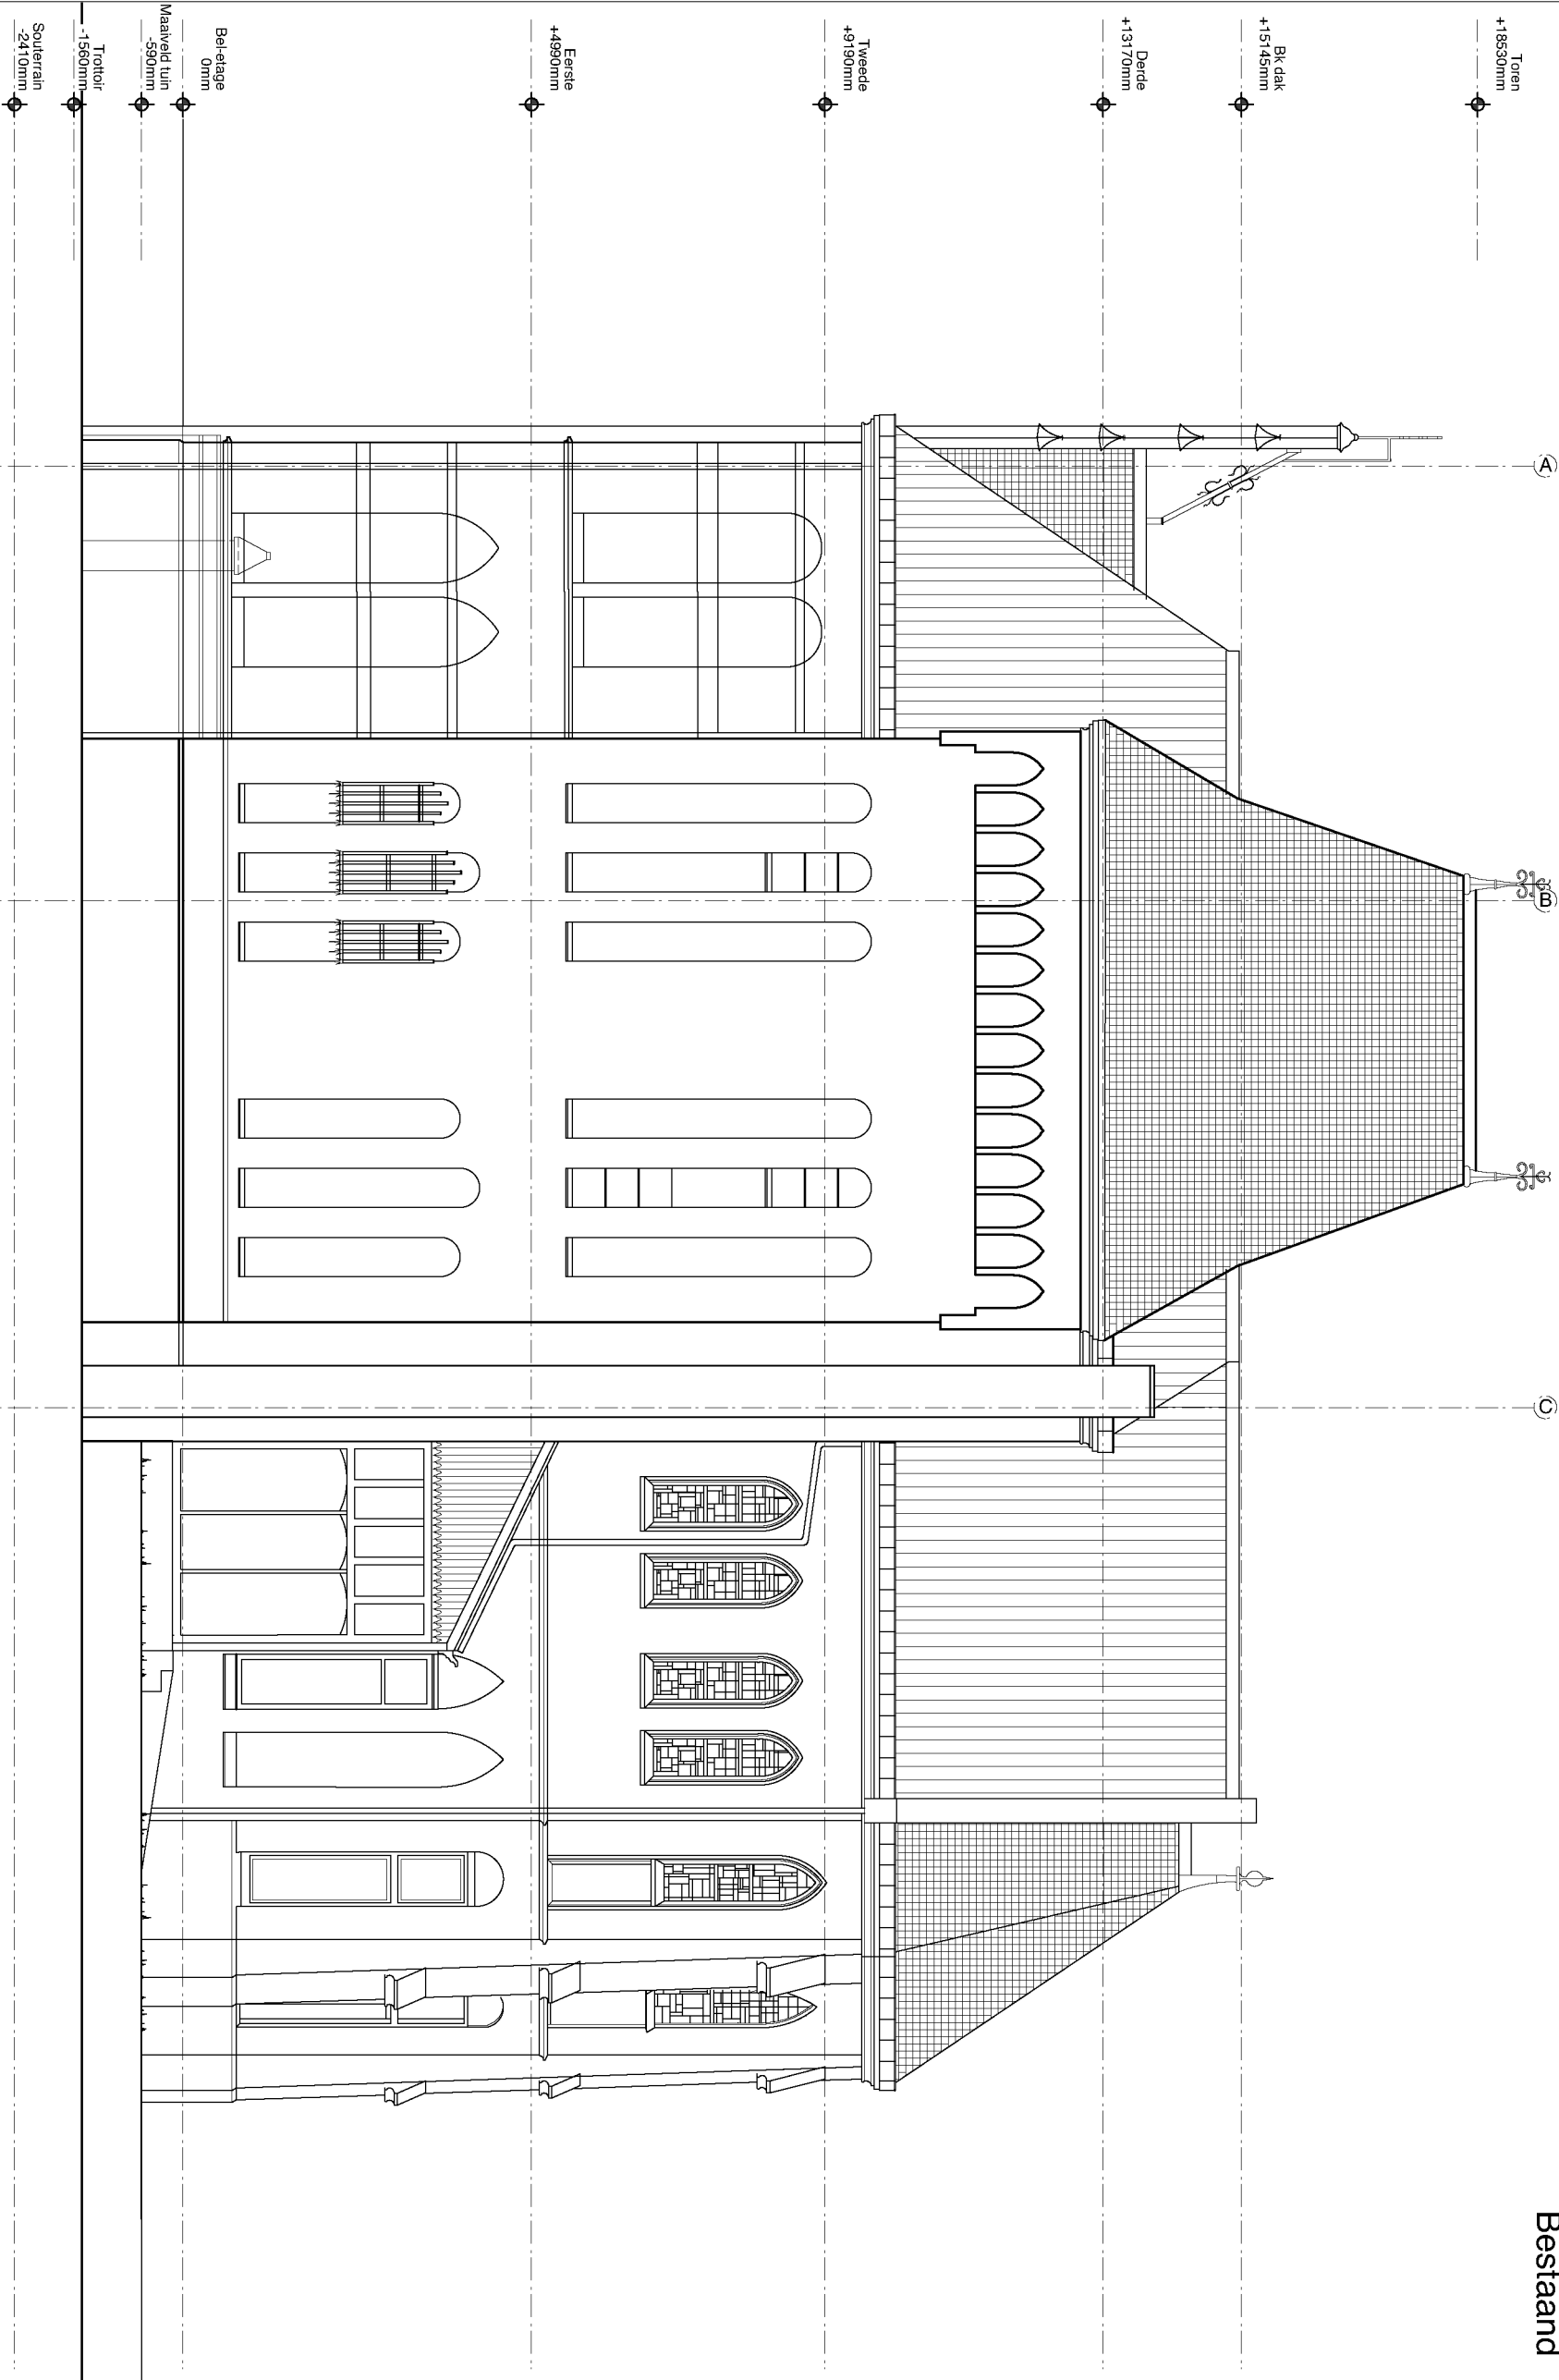 Bestaand
A
B
C
Toren
+18530mm
Bk dak
+15145mm
Derde
+13170mm
Tweede
+9190mm
Eerste
+4990mm
Bel-etage
0mm
Maaiveld tuin
-590mm
Trottoir
-1560mm
Souterrain
-2410mm